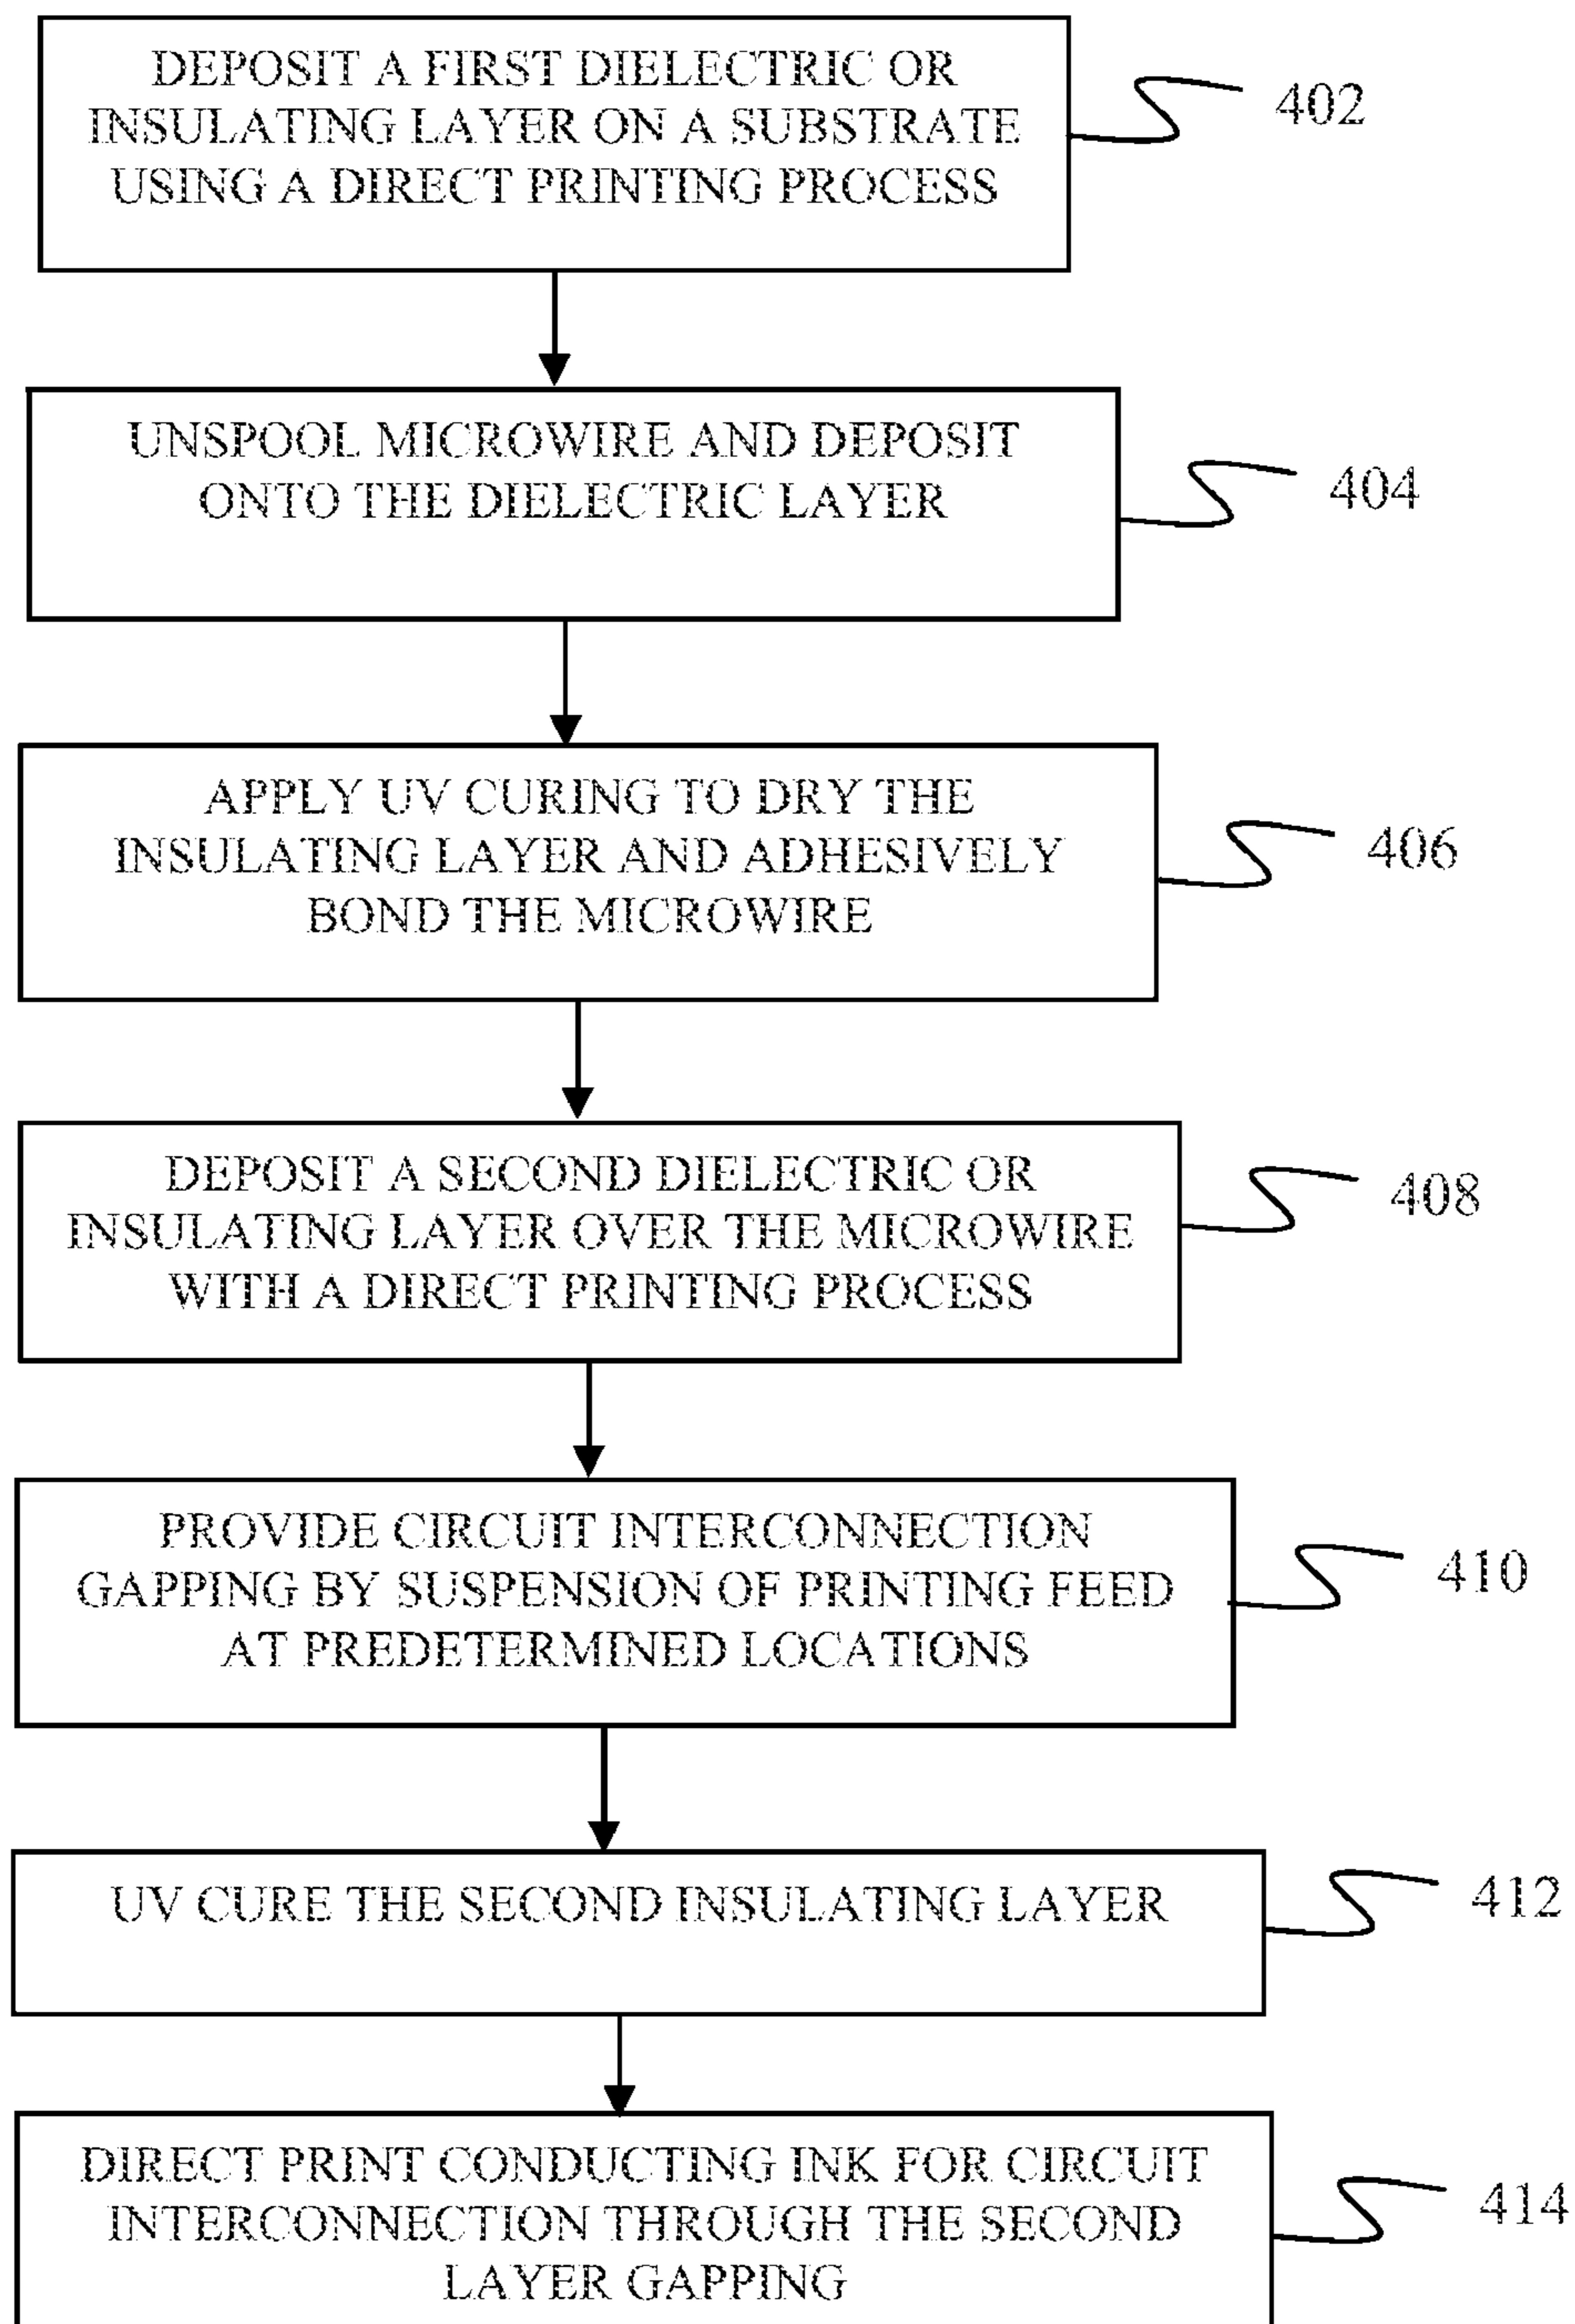 DEPOSIT A FIRST DIELECTRIC OR
INSULATING LAYER ON A SUBSTRATE
USING A DIRECT PRINTING PROCESS
402
UNSPOOL MICROWIRE AND DEPOSIT
ONTO THE DIELECTRIC LAYER
404
APPLY UV CURING TO DRY THE
INSULATING LAYER AND ADHESIVELY
BOND THE MICROWIRE
406
DEPOSIT A SECOND DIELECTRIC OR
INSULATING LAYER OVER THE MICROWIRE
WITH A DIRECT PRINTING PROCESS
408
PROVIDE CIRCUIT INTERCONNECTION
GAPPING BY SUSPENSION OF PRINTING FEED
AT PREDETERMINED LOCATIONS
410
UV CURE THE SECOND INSULATING LAYER
412
DIRECT PRINT CONDUCTING INK FOR CIRCUIT
INTERCONNECTION THROUGH THE SECOND
LAYER GAPPING
414